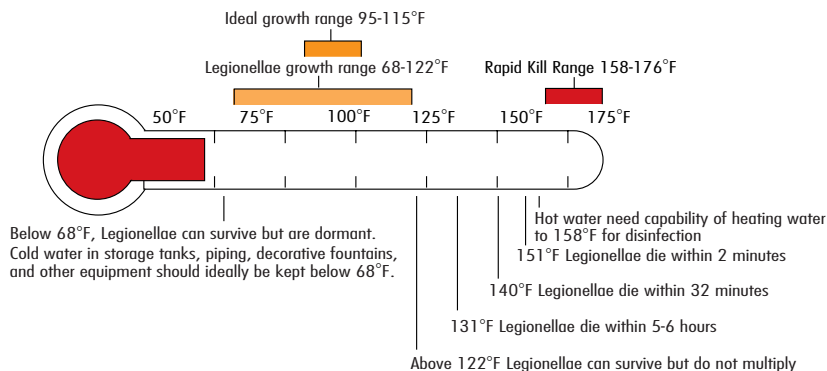 Ideal growth range 95-115°F
Legionellae growth range 68-122°F
Rapid Kill Range 158-176°F
50°F
75°F
100°F
125°F
150°F
175°F
Below 68°F, Legionellae can survive but are dormant.
Cold water in storage tanks, piping, decorative fountains,
and other equipment should ideally be kept below 68°F.
Hot water need capability of heating water
to 158°F for disinfection
151°F Legionellae die within 2 minutes
140°F Legionellae die within 32 minutes
131°F Legionellae die within 5-6 hours
Above 122°F Legionellae can survive but do not multiply